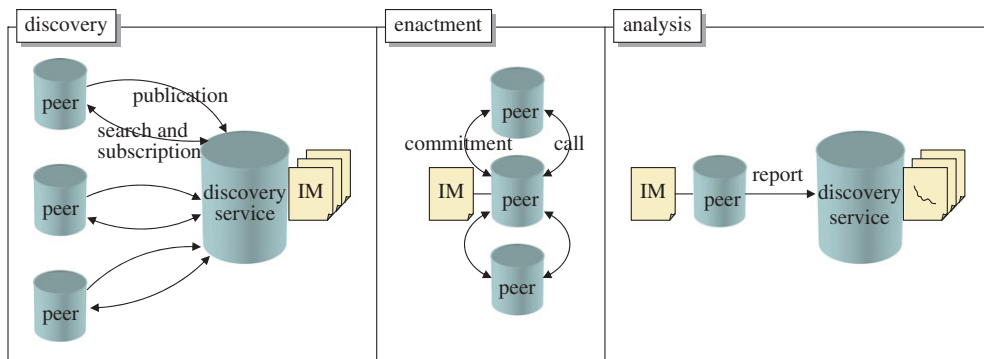 discovery
peer
publication
search and
subscription
peer
discovery
service
IM
peer
enactment
peer
commitment
call
IM
peer
peer
analysis
IM
peer
report
discovery
service